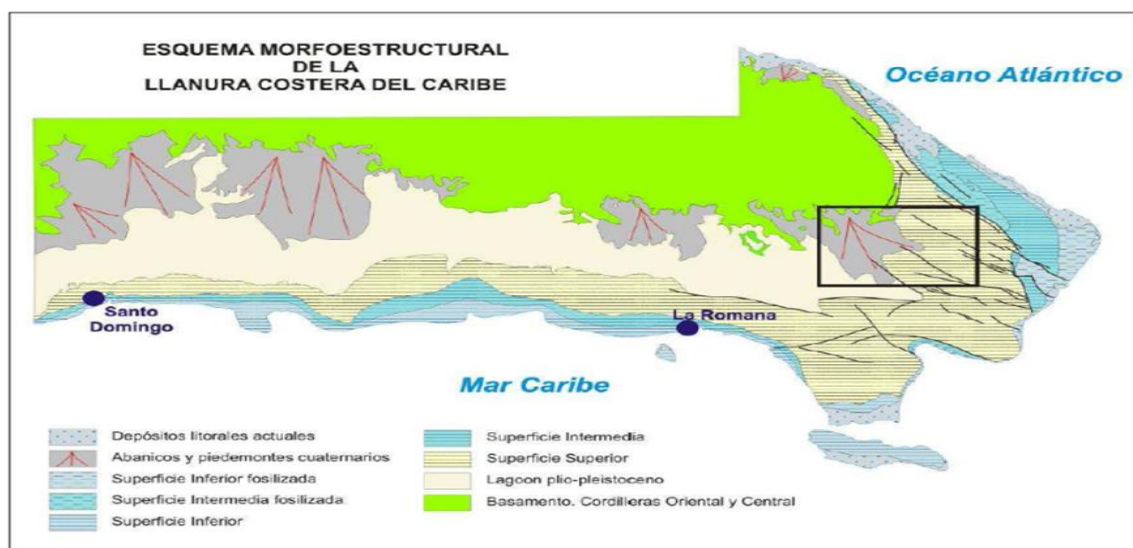 ESQUEMA MORFOESTRUCTURAL
DE LA
LLANURA COSTERA DEL CARIBE
Océano Atlántico
Santo
Domingo
La Romana
Mar Caribe
Depósitos litorales actuales
Abanicos y piedemontes cuaternarios
Superficie Inferior fosilizada
Superficie Intermedia fosilizada
Superficie Inferior
Superficie Intermedia
Superficie Superior
Lagoon plio-pleistoceno
Basamento. Cordilleras Oriental y Central